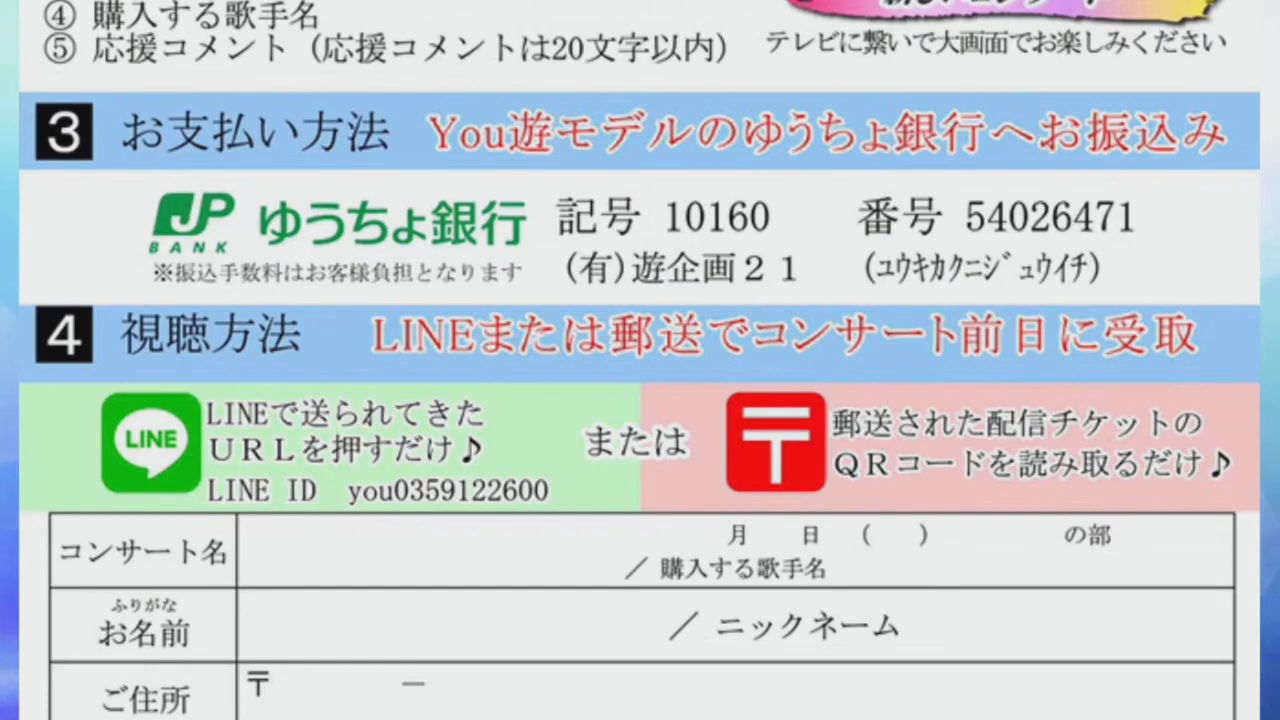 ④ 購入する歌手名
⑤ 応援コメント（応援コメントは20文字以内）
テレビに繋いで大画面でお楽しみください
3 お支払い方法 You遊モデルのゆうちょ銀行へお振込み
JP BANK ゆうちょ銀行 記号 10160 番号 54026471
※振込手数料はお客様負担となります (有)遊企画２１ (ﾕｳｷｶｸﾆｼﾞｭｳｲﾁ)
4 視聴方法 LINEまたは郵送でコンサート前日に受取
LINE
LINEで送られてきた
ＵＲＬを押すだけ♪
LINE ID you0359122600
または
〒
郵送された配信チケットの
ＱＲコードを読み取るだけ♪
コンサート名 月 日 （ ） の部
／ 購入する歌手名
ふりがな
お名前 ／ ニックネーム
ご住所 〒 －